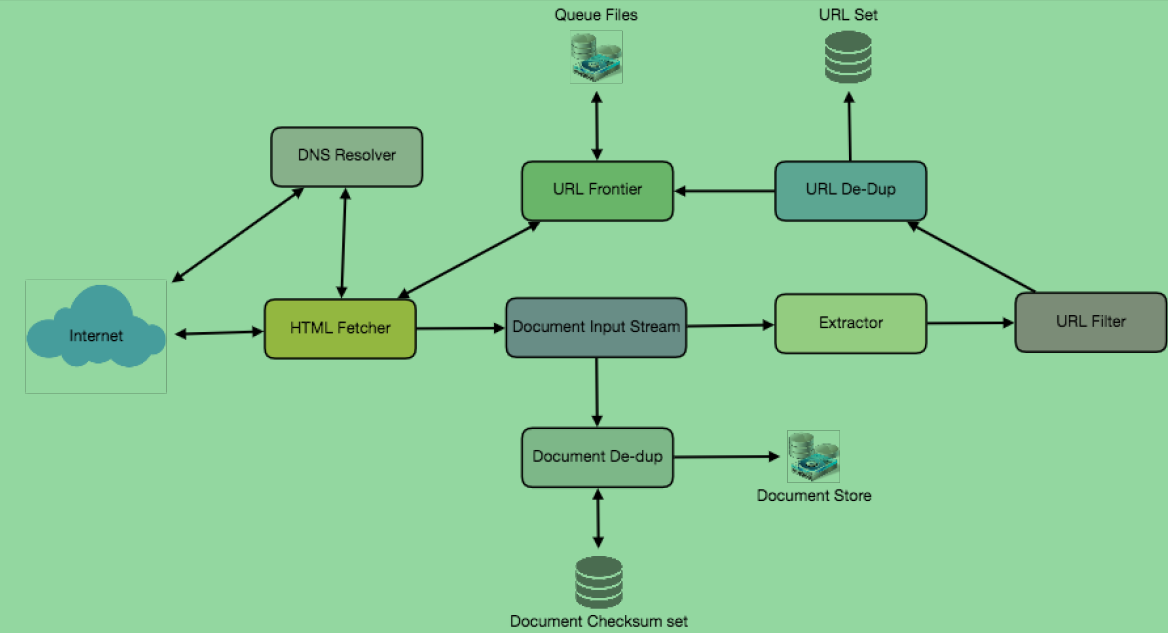 Queue Files
URL Set
DNS Resolver
URL Frontier
URL De-Dup
Internet
HTML Fetcher
Document Input Stream
Extractor
URL Filter
Document De-dup
Document Store
Document Checksum set